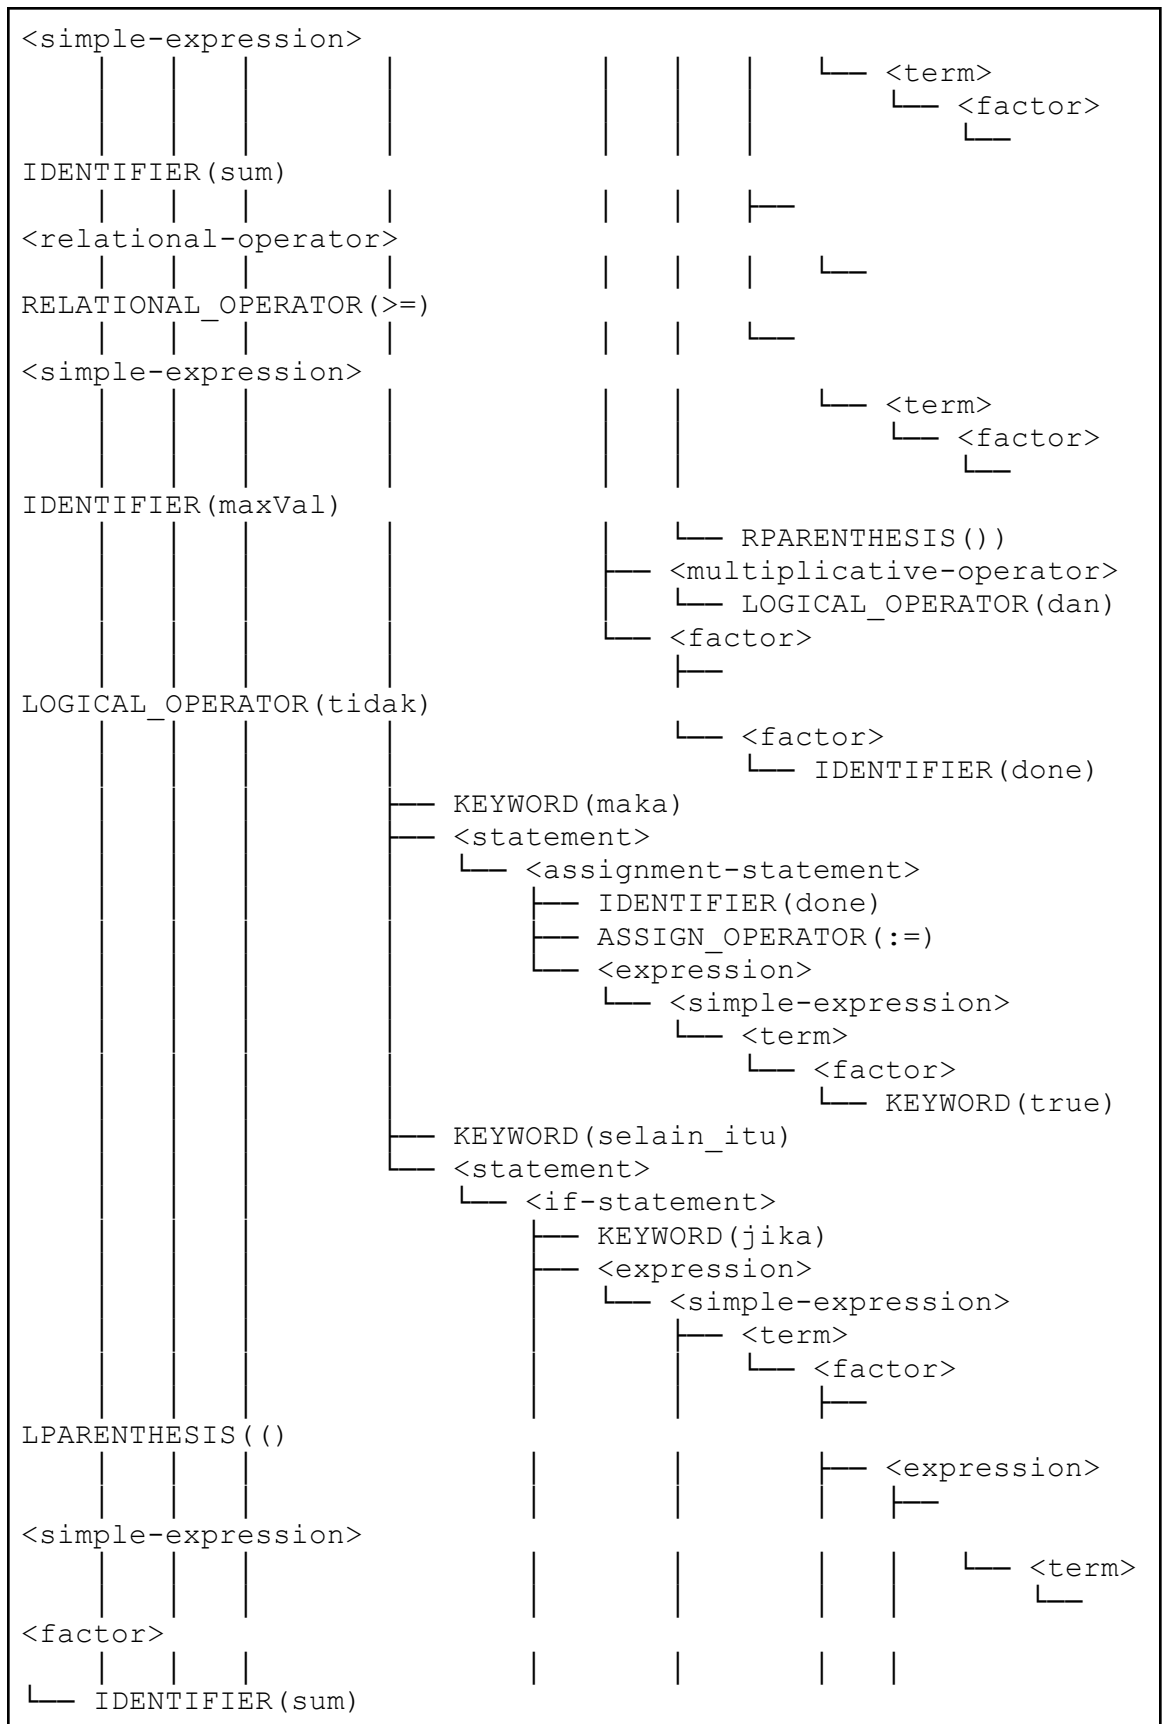 <simple-expression>
│   │   │       │           │   │   │   └── <term>
│   │   │       │           │   │   │       └── <factor>
│   │   │       │           │   │   │           └──
IDENTIFIER(sum)
│   │   │       │           │   │   ├──
<relational-operator>
│   │   │       │           │   │   │   └──
RELATIONAL_OPERATOR(>=)
│   │   │       │           │   │   └──
<simple-expression>
│   │   │       │           │   │       └── <term>
│   │   │       │           │   │           └── <factor>
│   │   │       │           │   │               └──
IDENTIFIER(maxVal)
│   │   │       │           │   └── RPARENTHESIS())
│   │   │       │           ├── <multiplicative-operator>
│   │   │       │           │   └── LOGICAL_OPERATOR(dan)
│   │   │       │           └── <factor>
│   │   │       │               ├──
LOGICAL_OPERATOR(tidak)
│   │   │       │               └── <factor>
│   │   │       │                   └── IDENTIFIER(done)
│   │   │       ├── KEYWORD(maka)
│   │   │       ├── <statement>
│   │   │       │   └── <assignment-statement>
│   │   │       │       ├── IDENTIFIER(done)
│   │   │       │       ├── ASSIGN_OPERATOR(:=)
│   │   │       │       └── <expression>
│   │   │       │           └── <simple-expression>
│   │   │       │               └── <term>
│   │   │       │                   └── <factor>
│   │   │       │                       └── KEYWORD(true)
│   │   │       ├── KEYWORD(selain_itu)
│   │   │       └── <statement>
│   │   │           └── <if-statement>
│   │   │               ├── KEYWORD(jika)
│   │   │               ├── <expression>
│   │   │               │   └── <simple-expression>
│   │   │               │       ├── <term>
│   │   │               │       │   └── <factor>
│   │   │               │       │       ├──
LPARENTHESIS(()
│   │   │               │       │       ├── <expression>
│   │   │               │       │       │   ├──
<simple-expression>
│   │   │               │       │       │   │   └── <term>
│   │   │               │       │       │   │       └──
<factor>
│   │   │               │       │       │   │
└── IDENTIFIER(sum)